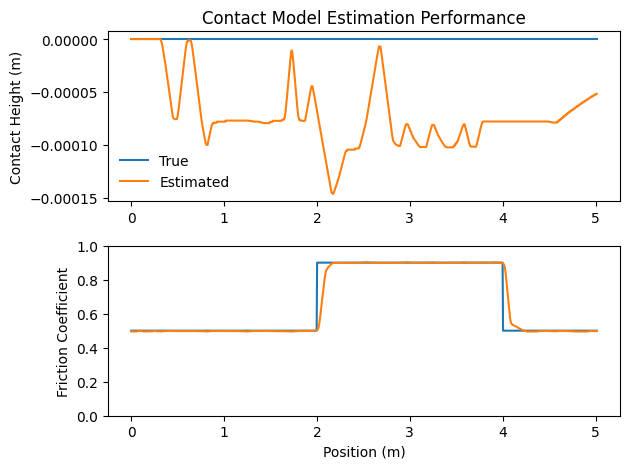 Contact Model Estimation Performance
Contact Height (m)
0.00000
−0.00005
−0.00010
−0.00015
True
Estimated
0 1 2 3 4 5
Friction Coefficient
1.0
0.8
0.6
0.4
0.2
0.0
0 1 2 3 4 5
Position (m)